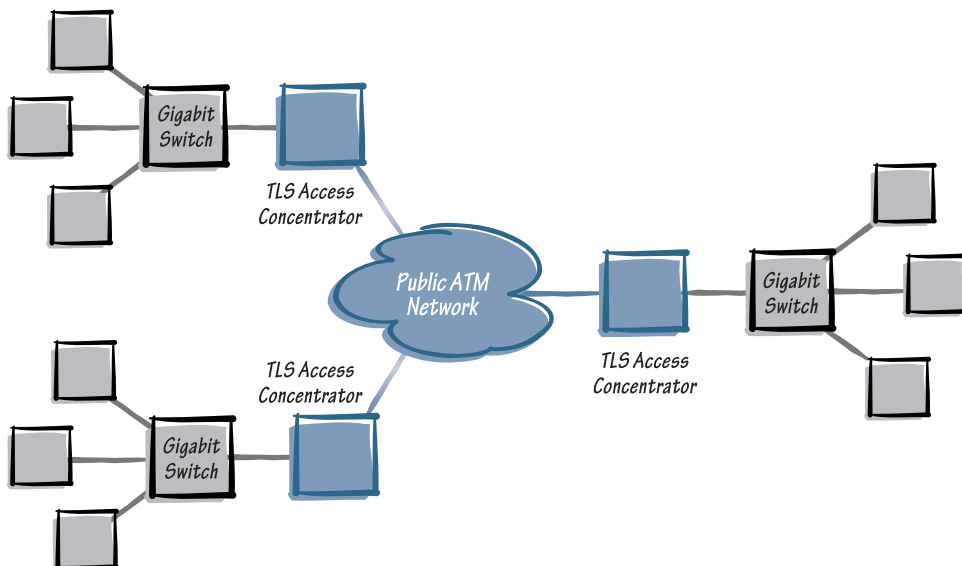 Gigabit
Switch
TLS Access
Concentrator
Public ATM
Network
Gigabit
Switch
TLS Access
Concentrator
TLS Access
Concentrator
Gigabit
Switch